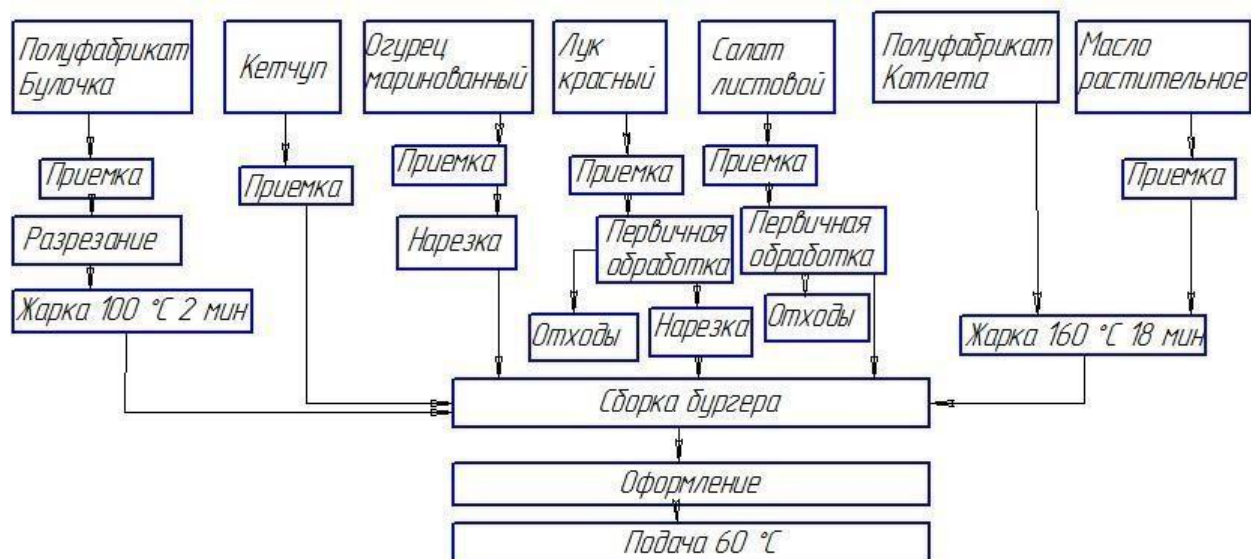 Полуфабрикат
Булочка
Кетчуп
Огурец
маринованный
Лук
красный
Салат
листовой
Полуфабрикат
Котлета
Масло
растительное
Приемка
Приемка
Приемка
Приемка
Приемка
Приемка
Разрезание
Нарезка
Первичная
обработка
Первичная
обработка
Жарка 100 °С 2 мин
Отходы
Нарезка
Отходы
Жарка 160 °С 18 мин
Сборка бургера
Оформление
Подача 60 °С